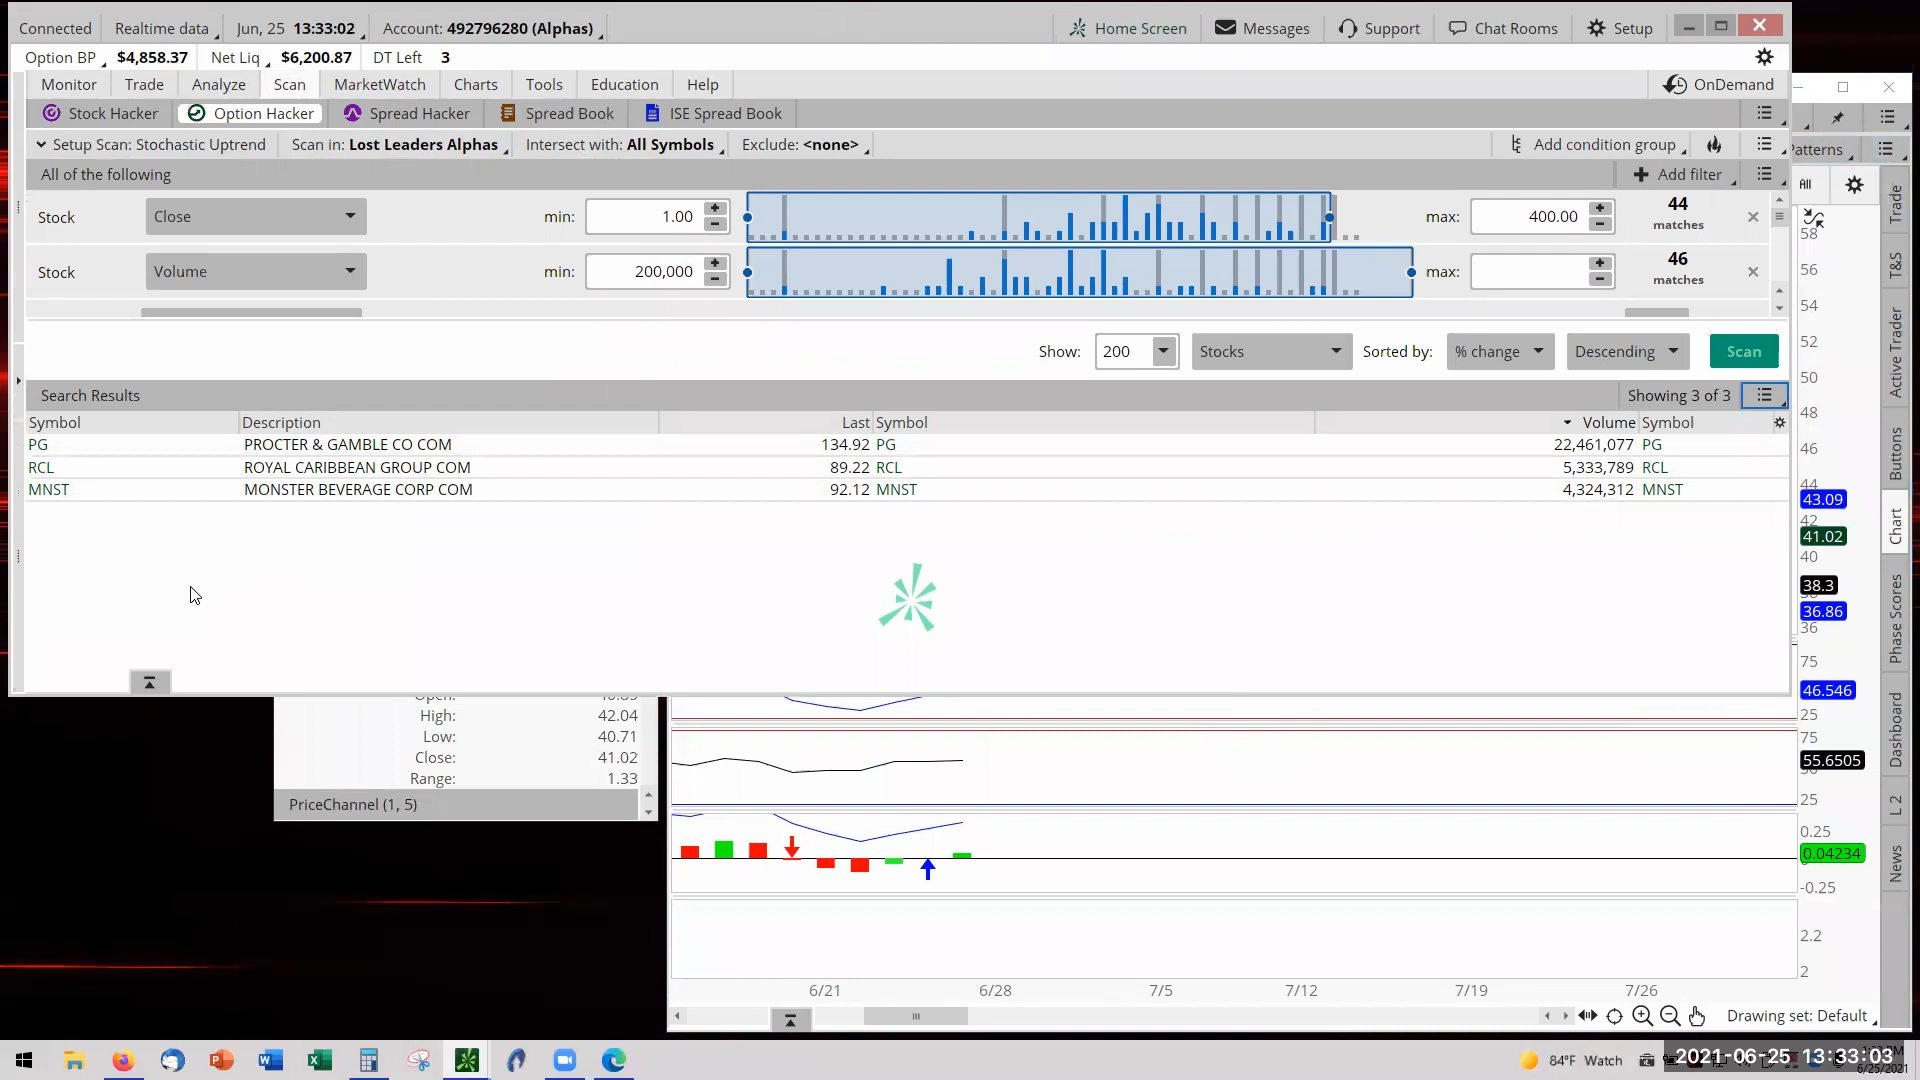 Connected Realtime data Jun, 25 13:33:02 Account: 492796280 (Alphas) Home Screen Messages Support Chat Rooms Setup
Option BP $4,858.37 Net Liq $6,200.87 DT Left 3
Monitor Trade Analyze Scan MarketWatch Charts Tools Education Help OnDemand
Stock Hacker Option Hacker Spread Hacker Spread Book ISE Spread Book
Setup Scan: Stochastic Uptrend Scan in: Lost Leaders Alphas Intersect with: All Symbols Exclude: <none> Add condition group
All of the following Add filter
Stock Close min: 1.00 max: 400.00 44 matches
Stock Volume min: 200,000 max: 46 matches
Show: 200 Stocks Sorted by: % change Descending Scan
Search Results Showing 3 of 3
Symbol Description Last Symbol Volume Symbol
PG PROCTER & GAMBLE CO COM 134.92 PG 22,461,077 PG
RCL ROYAL CARIBBEAN GROUP COM 89.22 RCL 5,333,789 RCL
MNST MONSTER BEVERAGE CORP COM 92.12 MNST 4,324,312 MNST
High: 42.04
Low: 40.71
Close: 41.02
Range: 1.33
PriceChannel (1, 5)
Patterns
All
58
56
54
52
50
48
46
44
43.09
42
41.02
40
38.3
36.86
36
75
46.546
25
75
55.6505
25
0.25
0.04234
-0.25
2.2
2
Trade
T&S
Active Trader
Buttons
Chart
Phase Scores
Dashboard
L 2
News
6/21 6/28 7/5 7/12 7/19 7/26
Drawing set: Default
84°F Watch
2021-06-25 13:33:03
6/25/2021